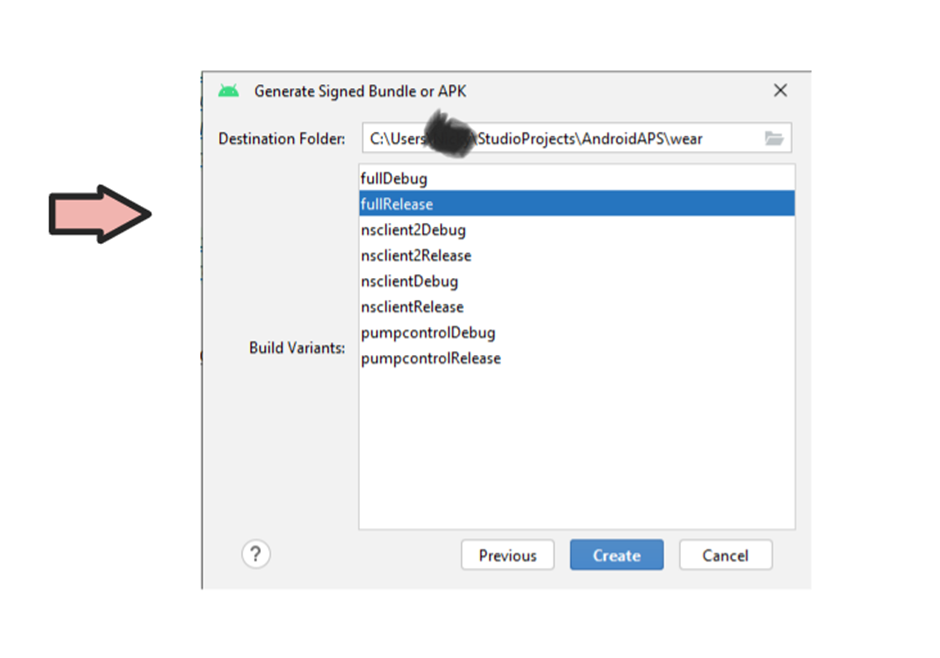 Generate Signed Bundle or APK
Destination Folder: C:\Users \StudioProjects\AndroidAPS\wear
fullDebug
fullRelease
nsclient2Debug
nsclient2Release
nsclientDebug
nsclientRelease
pumpcontrolDebug
Build Variants:
pumpcontrolRelease
? Previous Create Cancel